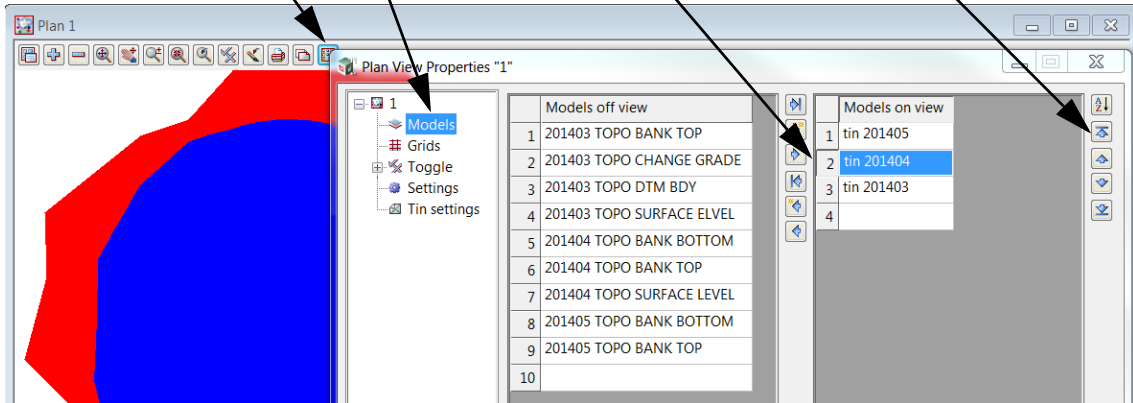 Plan 1
Plan View Properties "1"
1
Models
Grids
Toggle
Settings
Tin settings
Models off view
1 201403 TOPO BANK TOP
2 201403 TOPO CHANGE GRADE
3 201403 TOPO DTM BDY
4 201403 TOPO SURFACE ELVEL
5 201404 TOPO BANK BOTTOM
6 201404 TOPO BANK TOP
7 201404 TOPO SURFACE LEVEL
8 201405 TOPO BANK BOTTOM
9 201405 TOPO BANK TOP
10
Models on view
1 tin 201405
2 tin 201404
3 tin 201403
4
A
Z